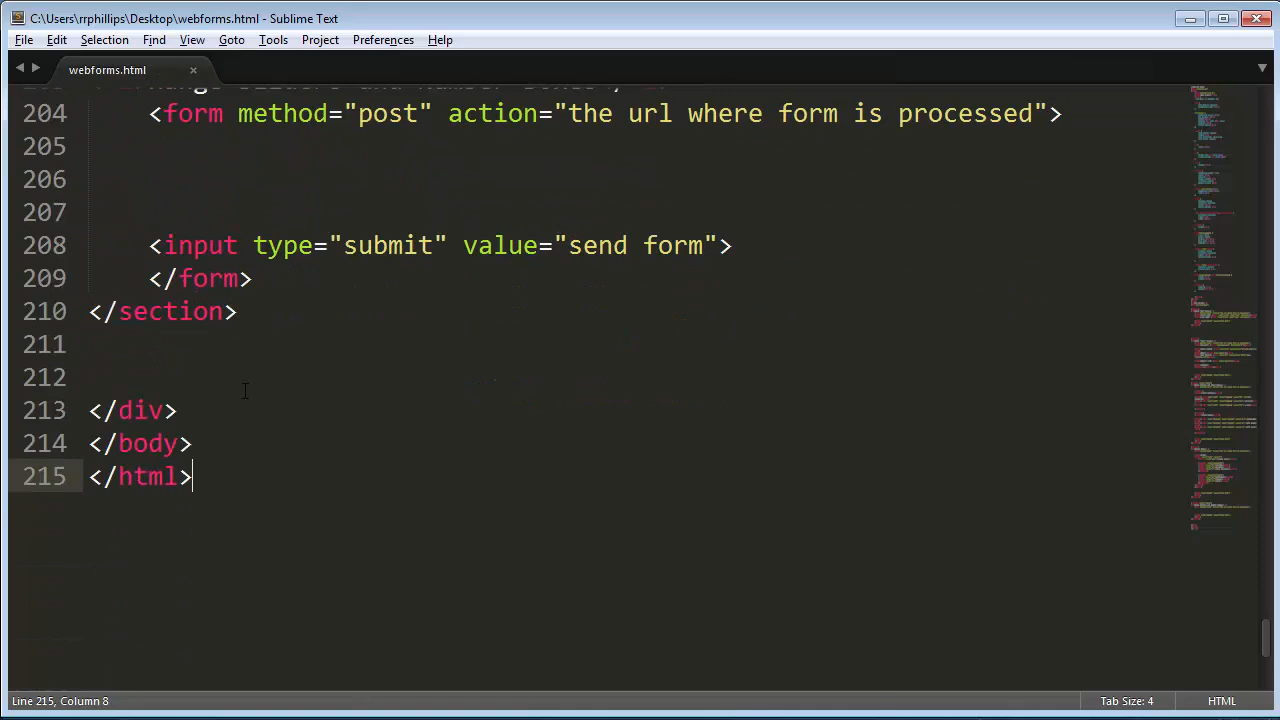 C:\Users\rrphillips\Desktop\webforms.html - Sublime Text
File Edit Selection Find View Goto Tools Project Preferences Help
webforms.html
204 <form method="post" action="the url where form is processed">
205
206
207
208 <input type="submit" value="send form">
209 </form>
210 </section>
211
212
213 </div>
214 </body>
215 </html>
Line 215, Column 8 Tab Size: 4 HTML